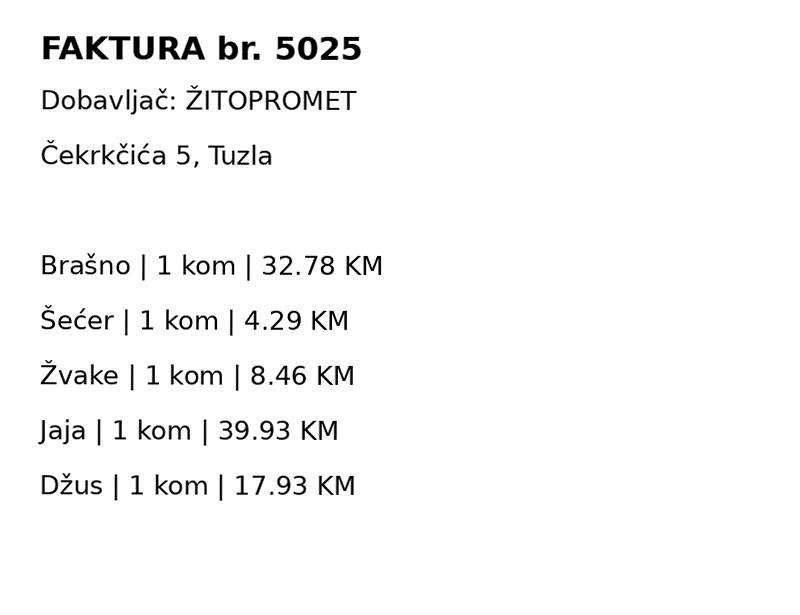 FAKTURA br. 5025
Dobavljač: ŽITOPROMET
Čekrkčića 5, Tuzla
Brašno | 1 kom | 32.78 KM
Šećer | 1 kom | 4.29 KM
Žvake | 1 kom | 8.46 KM
Jaja | 1 kom | 39.93 KM
Džus | 1 kom | 17.93 KM